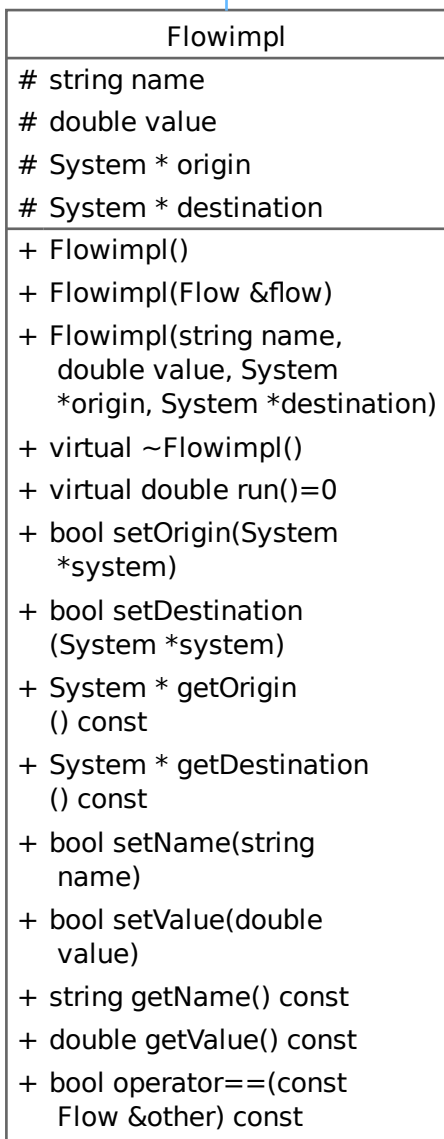 Flowimpl
# string name
# double value
# System * origin
# System * destination
+ Flowimpl()
+ Flowimpl(Flow &flow)
+ Flowimpl(string name,
double value, System
*origin, System *destination)
+ virtual ~Flowimpl()
+ virtual double run()=0
+ bool setOrigin(System
*system)
+ bool setDestination
(System *system)
+ System * getOrigin
() const
+ System * getDestination
() const
+ bool setName(string
name)
+ bool setValue(double
value)
+ string getName() const
+ double getValue() const
+ bool operator==(const
Flow &other) const